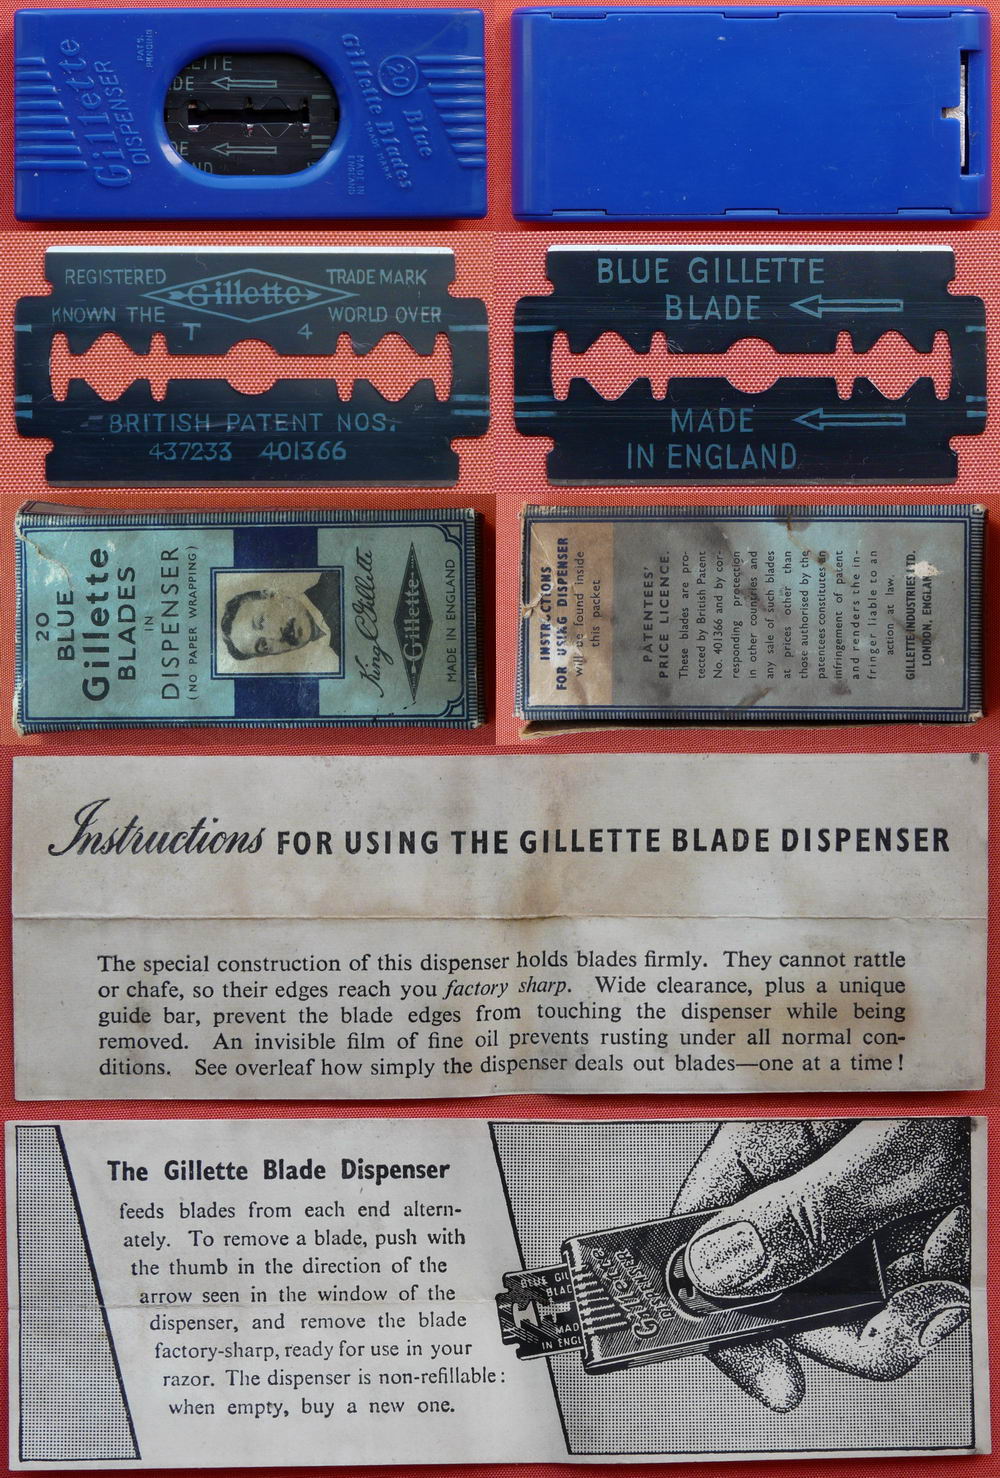 Gillette
DISPENSER
PATS.
PENDING
20
Blue
Gillette Blades
TRADE MARK
MADE IN
ENGLAND
REGISTERED Gillette TRADE MARK
KNOWN THE T 4 WORLD OVER
BRITISH PATENT NOS.
437233 401366
BLUE GILLETTE
BLADE
MADE
IN ENGLAND
20
BLUE
Gillette
BLADES
IN
DISPENSER
(NO PAPER WRAPPING)
King C Gillette
Gillette
MADE IN ENGLAND
INSTRUCTIONS
FOR USING DISPENSER
will be found inside
this packet
PATENTEES'
PRICE LICENCE.
These blades are pro-
tected by British Patent
No. 401366 and by cor-
responding protection
in other countries and
any sale of such blades
at prices other than
those authorised by the
patentees constitutes an
infringement of patent
and renders the in-
fringer liable to an
action at law.
GILLETTE INDUSTRIES LTD.
LONDON, ENGLAND
Instructions FOR USING THE GILLETTE BLADE DISPENSER
The special construction of this dispenser holds blades firmly. They cannot rattle
or chafe, so their edges reach you factory sharp. Wide clearance, plus a unique
guide bar, prevent the blade edges from touching the dispenser while being
removed. An invisible film of fine oil prevents rusting under all normal con-
ditions. See overleaf how simply the dispenser deals out blades—one at a time!
The Gillette Blade Dispenser
feeds blades from each end altern-
ately. To remove a blade, push with
the thumb in the direction of the
arrow seen in the window of the
dispenser, and remove the blade
factory-sharp, ready for use in your
razor. The dispenser is non-refillable:
when empty, buy a new one.
BLUE GIL
BLAD
MAD
IN ENGL
Gillette
DISPENSER